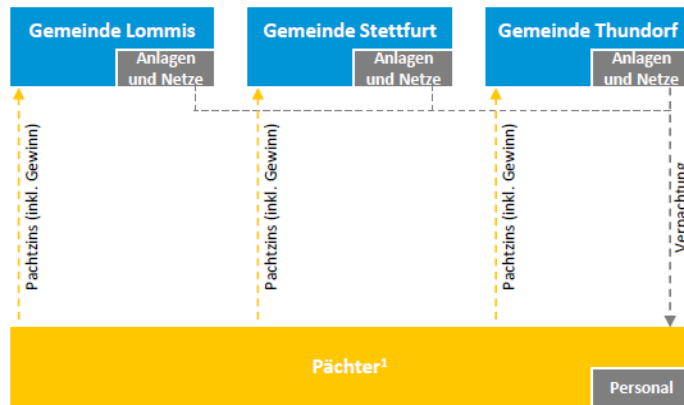 Gemeinde Lommis
Anlagen
und Netze
Gemeinde Stettfurt
Anlagen
und Netze
Gemeinde Thundorf
Anlagen
und Netze
Pachtzins (inkl. Gewinn)
Pachtzins (inkl. Gewinn)
Pachtzins (inkl. Gewinn)
Verpachtung
Pächter¹
Personal